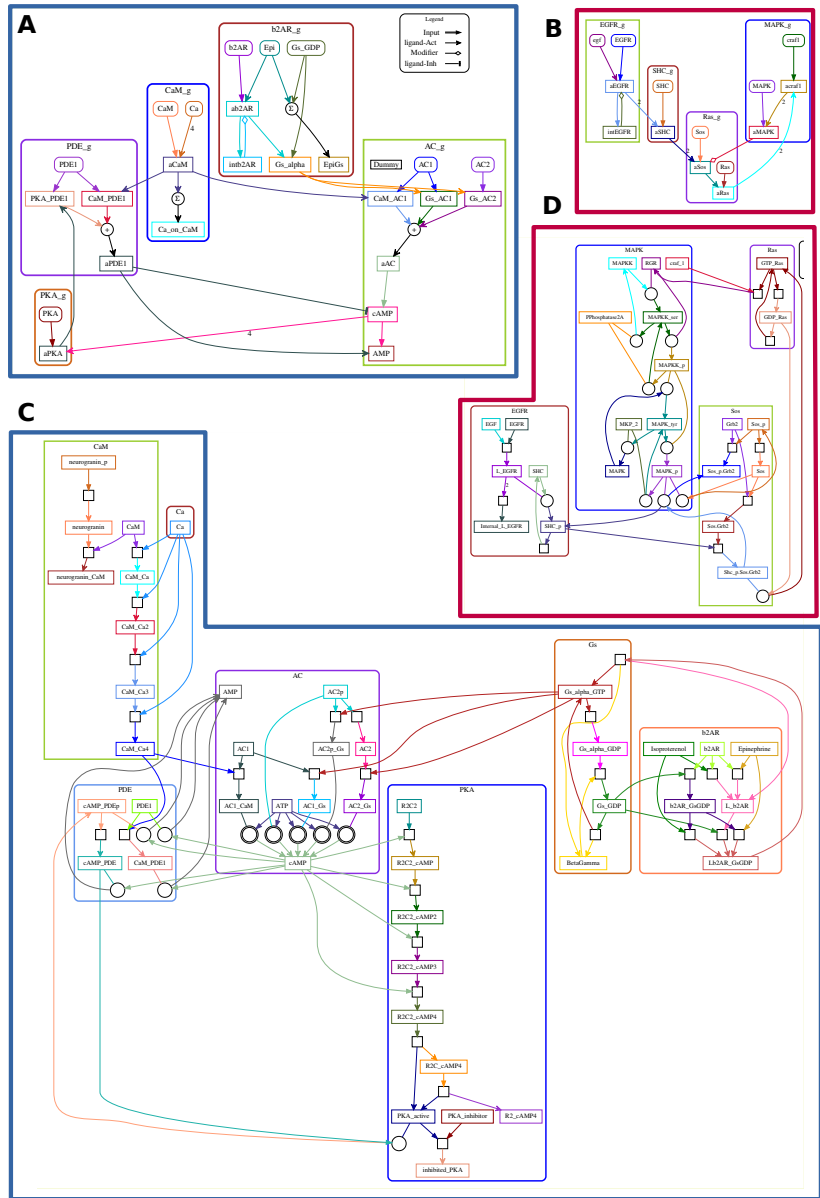 A
b2AR_g
b2AR
Epi
Gs_GDP
ab2AR
Σ
intb2AR
Gs_alpha
EpiGs
Legend
Input
ligand-Act
Modifier
ligand-Inh
CaM_g
CaM
Ca
4
aCaM
Σ
Ca_on_CaM
PDE_g
PDE1
PKA_PDE1
CaM_PDE1
+
aPDE1
PKA_g
PKA
aPKA
4
AC_g
Dummy
AC1
AC2
CaM_AC1
Gs_AC1
Gs_AC2
+
aAC
cAMP
AMP
B
EGFR_g
egf
EGFR
aEGFR
2
intEGFR
SHC_g
SHC
aSHC
2
Ras_g
Sos
aSos
Ras
aRas
2
MAPK_g
craf1
MAPK
acraf1
2
aMAPK
D
MAPK
MAPKK
RGR
craf_1
PPhosphatase2A
MAPKK_ser
MAPKK_p
MKP_2
MAPK_tyr
MAPK
MAPK_p
Ras
GTP_Ras
GDP_Ras
EGFR
EGF
EGFR
L_EGFR
SHC
2
Internal_L_EGFR
SHC_p
Sos
Grb2
Sos_p
Sos_p.Grb2
Sos
Sos.Grb2
Shc_p.Sos.Grb2
C
CaM
neurogranin_p
neurogranin
CaM
neurogranin_CaM
CaM_Ca
CaM_Ca2
CaM_Ca3
CaM_Ca4
Ca
Ca
PDE
cAMP_PDEp
PDE1
cAMP_PDE
CaM_PDE1
AC
AMP
AC2p
AC1
AC2p_Gs
AC2
AC1_CaM
ATP
AC1_Gs
AC2_Gs
cAMP
PKA
R2C2
R2C2_cAMP
R2C2_cAMP2
R2C2_cAMP3
R2C2_cAMP4
R2C_cAMP4
PKA_active
PKA_inhibitor
R2_cAMP4
inhibited_PKA
Gs
Gs_alpha_GTP
Gs_alpha_GDP
Gs_GDP
BetaGamma
b2AR
Isoproterenol
b2AR
Epinephrine
b2AR_GsGDP
L_b2AR
Lb2AR_GsGDP